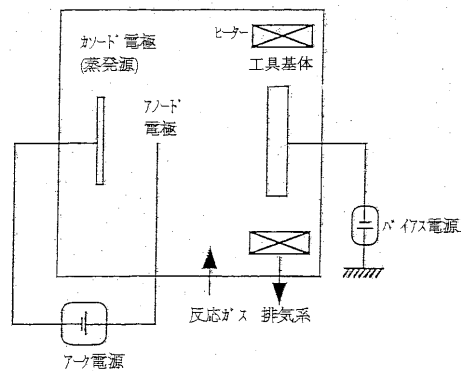 カソード電極
(蒸発源)
ヒーター
工具基体
アノード
電極
バイアス電源
反応ガス
排気系
アーク電源